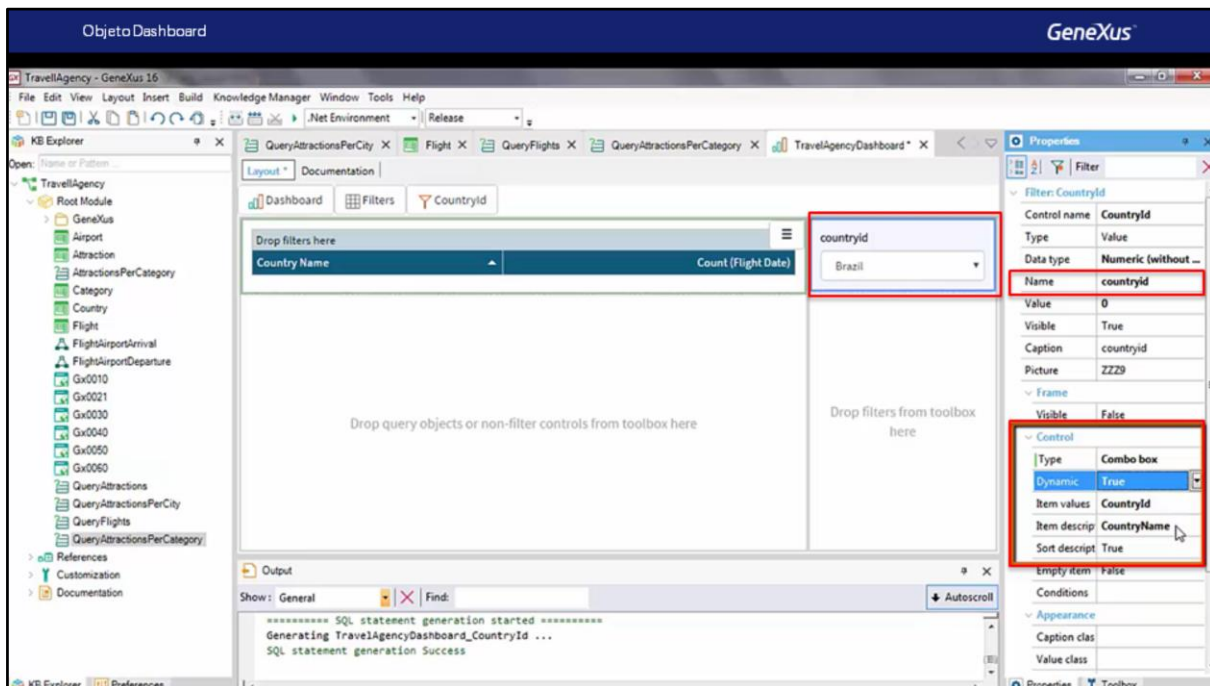 Objeto Dashboard
GeneXus
TravellAgency - GeneXus 16
File Edit View Layout Insert Build Knowledge Manager Window Tools Help
.Net Environment Release
KB Explorer
Open: Name or Pattern ...
TravellAgency
Root Module
GeneXus
Airport
Attraction
AttractionsPerCategory
Category
Country
Flight
FlightAirportArrival
FlightAirportDeparture
Gx0010
Gx0021
Gx0030
Gx0040
Gx0050
Gx0060
QueryAttractions
QueryAttractionsPerCity
QueryFlights
QueryAttractionsPerCategory
References
Customization
Documentation
KB Explorer Preferences
QueryAttractionsPerCity X Flight X QueryFlights X QueryAttractionsPerCategory X TravelAgencyDashboard * X
Layout * Documentation
Dashboard Filters CountryId
Drop filters here
Country Name Count (Flight Date)
countryid
Brazil
Drop query objects or non-filter controls from toolbox here
Drop filters from toolbox
here
Output
Show: General Find: Autoscroll
========== SQL statement generation started ==========
Generating TravelAgencyDashboard_CountryId ...
SQL statement generation Success
Properties
Filter
Filter: CountryId
Control name CountryId
Type Value
Data type Numeric (without ...
Name countryid
Value 0
Visible True
Caption countryid
Picture ZZZ9
Frame
Visible False
Control
Type Combo box
Dynamic True
Item values CountryId
Item descrip CountryName
Sort descript True
Empty item False
Conditions
Appearance
Caption clas
Value class
Properties Toolbox